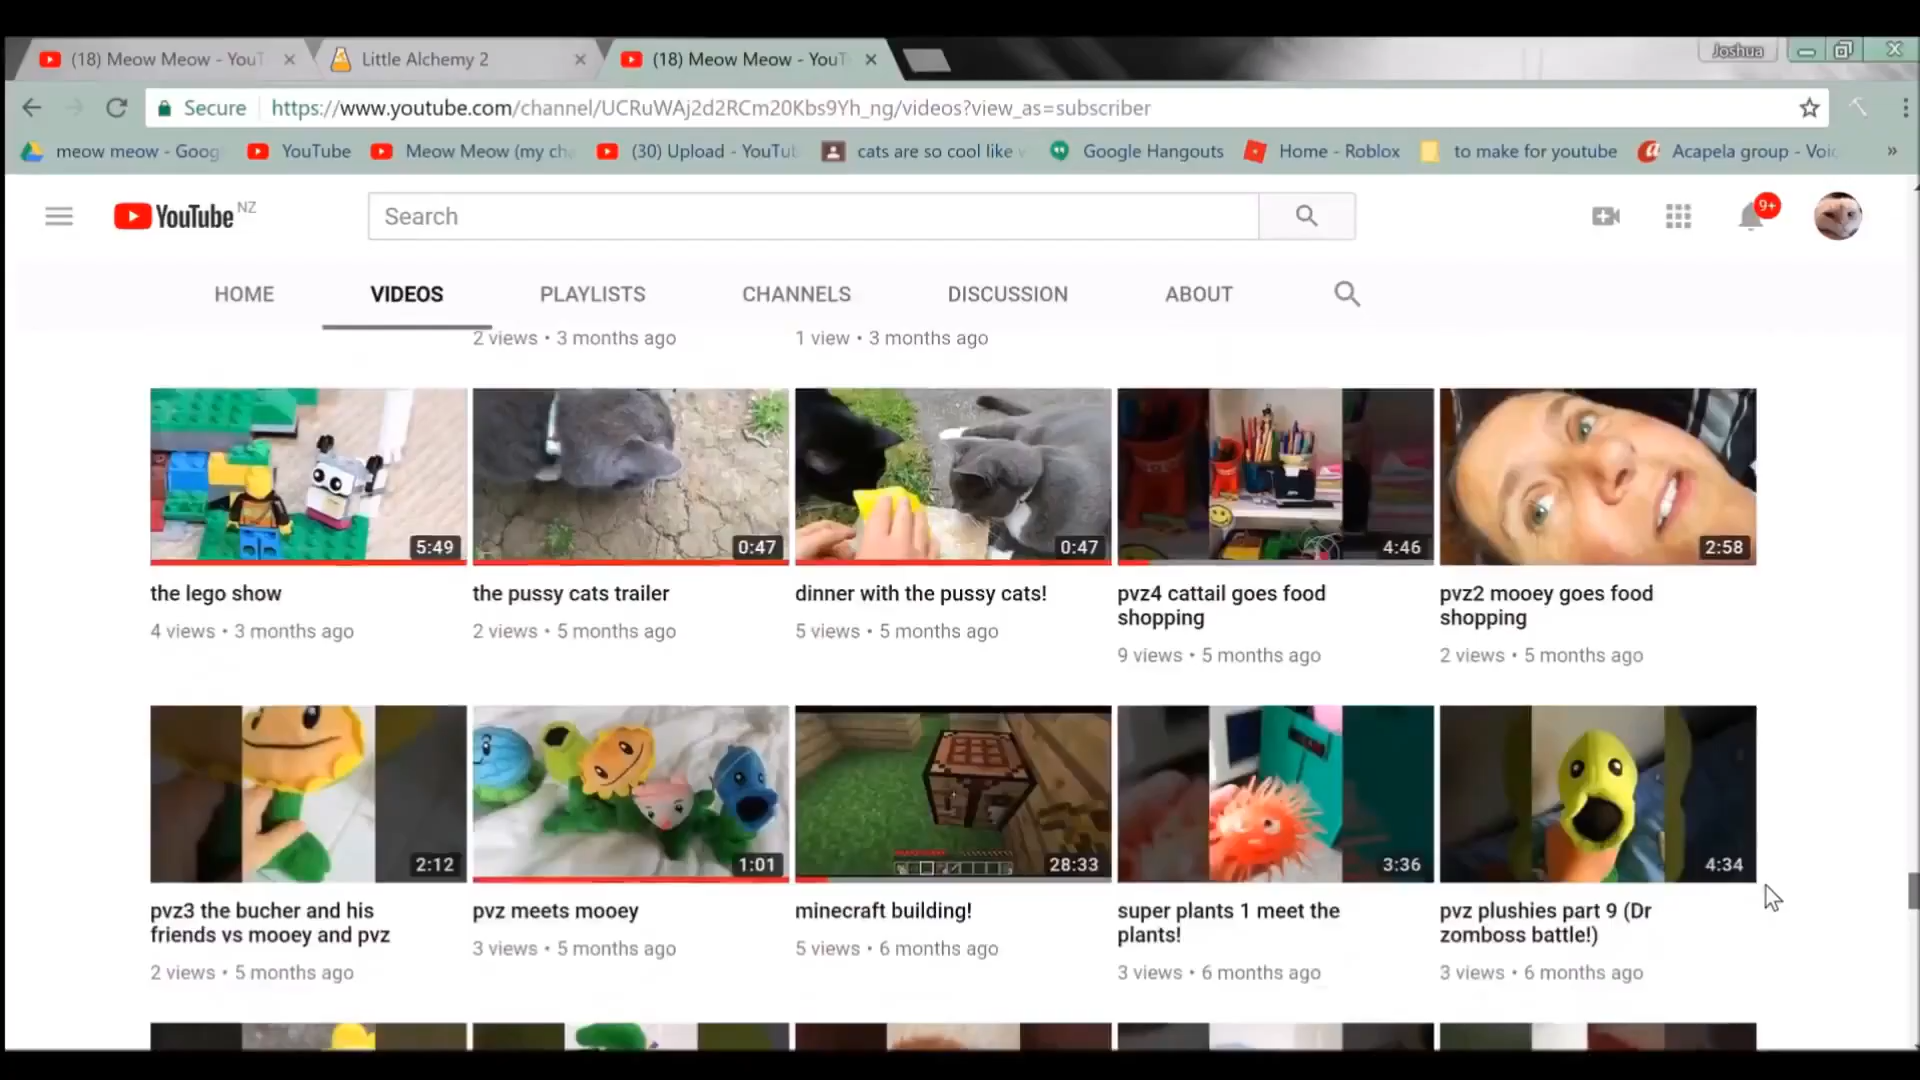 (18) Meow Meow - YouT
Little Alchemy 2
(18) Meow Meow - YouT
Joshua
Secure
https://www.youtube.com/channel/UCRuWAj2d2RCm20Kbs9Yh_ng/videos?view_as=subscriber
meow meow - Goog
YouTube
Meow Meow (my cha
(30) Upload - YouTub
cats are so cool like
Google Hangouts
Home - Roblox
to make for youtube
Acapela group - Voic
»
YouTube NZ
Search
9+
HOME
VIDEOS
PLAYLISTS
CHANNELS
DISCUSSION
ABOUT
2 views • 3 months ago
1 view • 3 months ago
5:49
0:47
0:47
4:46
2:58
the lego show
4 views • 3 months ago
the pussy cats trailer
2 views • 5 months ago
dinner with the pussy cats!
5 views • 5 months ago
pvz4 cattail goes food
shopping
9 views • 5 months ago
pvz2 mooey goes food
shopping
2 views • 5 months ago
2:12
1:01
28:33
3:36
4:34
pvz3 the bucher and his
friends vs mooey and pvz
2 views • 5 months ago
pvz meets mooey
3 views • 5 months ago
minecraft building!
5 views • 6 months ago
super plants 1 meet the
plants!
3 views • 6 months ago
pvz plushies part 9 (Dr
zomboss battle!)
3 views • 6 months ago